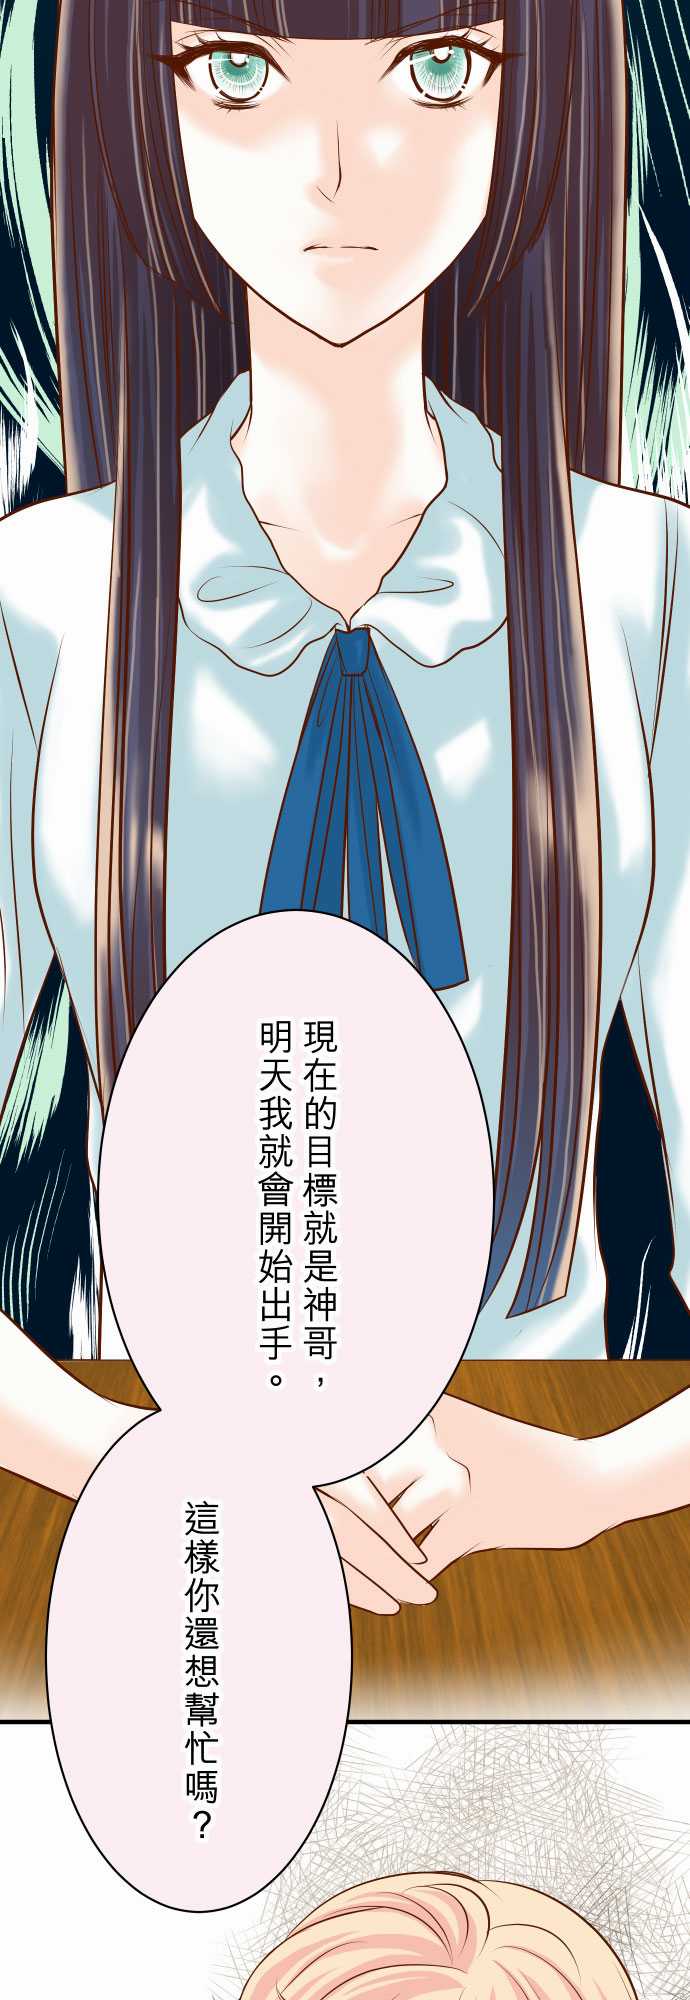 現在的目標就是神哥，
明天我就會開始出手。
這樣你還想幫忙嗎？